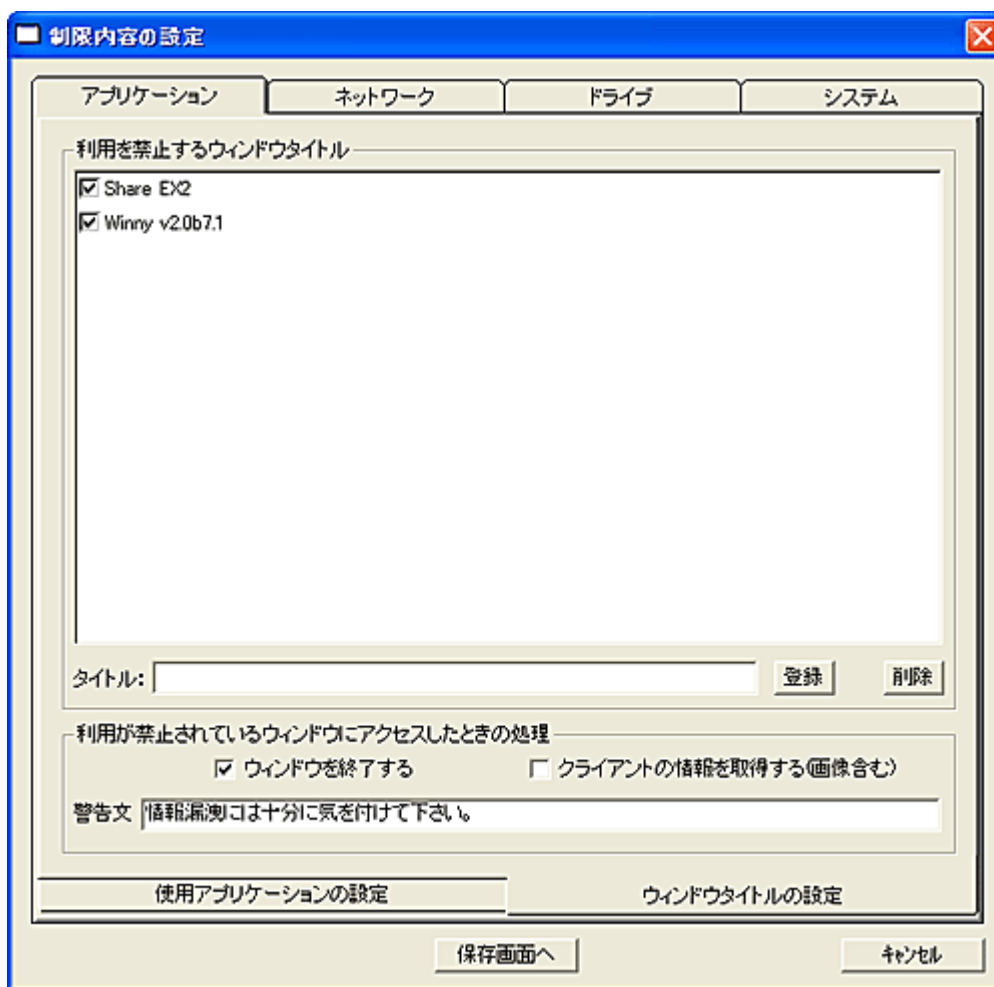 制限内容の設定
アプリケーション ネットワーク ドライブ システム
利用を禁止するウィンドウタイトル
Share EX2
Winny v2.0b7.1
タイトル: 登録 削除
利用が禁止されているウィンドウにアクセスしたときの処理
ウィンドウを終了する クライアントの情報を取得する(画像含む)
警告文 情報漏洩には十分に気を付けて下さい。
使用アプリケーションの設定 ウィンドウタイトルの設定
保存画面へ キャンセル